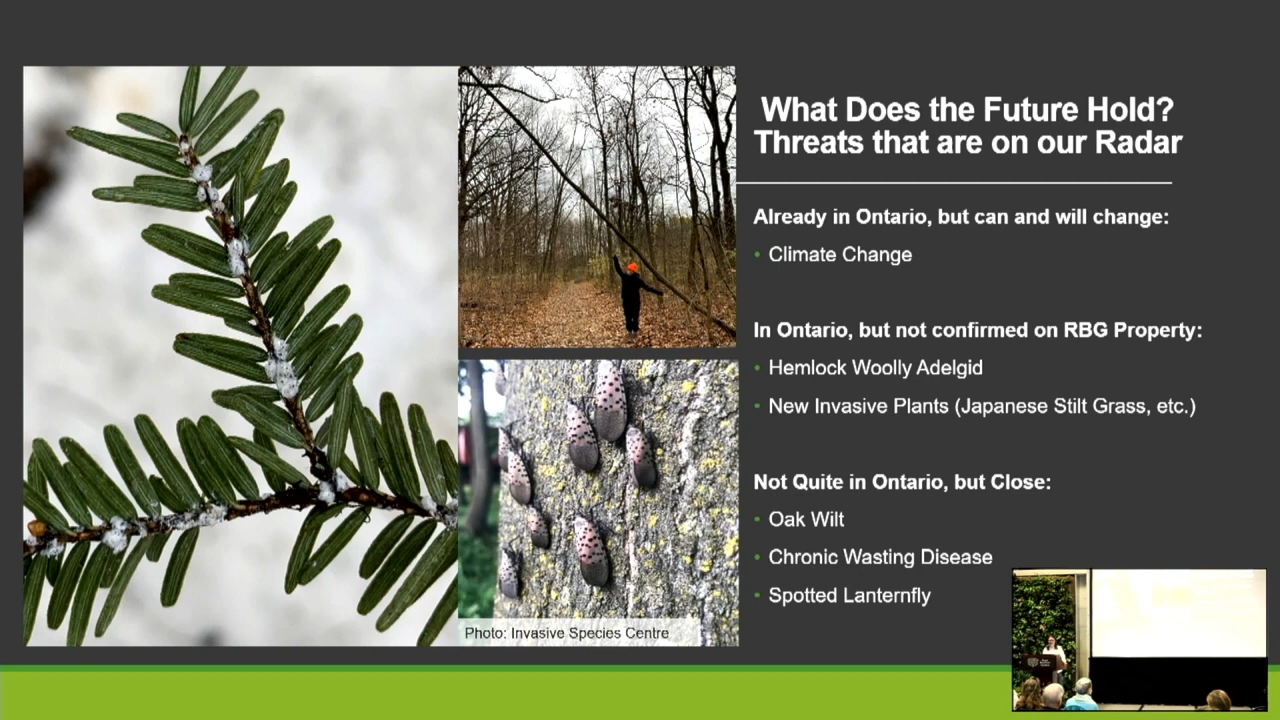 What Does the Future Hold?
Threats that are on our Radar
Already in Ontario, but can and will change:
• Climate Change
In Ontario, but not confirmed on RBG Property:
• Hemlock Woolly Adelgid
• New Invasive Plants (Japanese Stilt Grass, etc.)
Not Quite in Ontario, but Close:
• Oak Wilt
• Chronic Wasting Disease
• Spotted Lanternfly
Photo: Invasive Species Centre